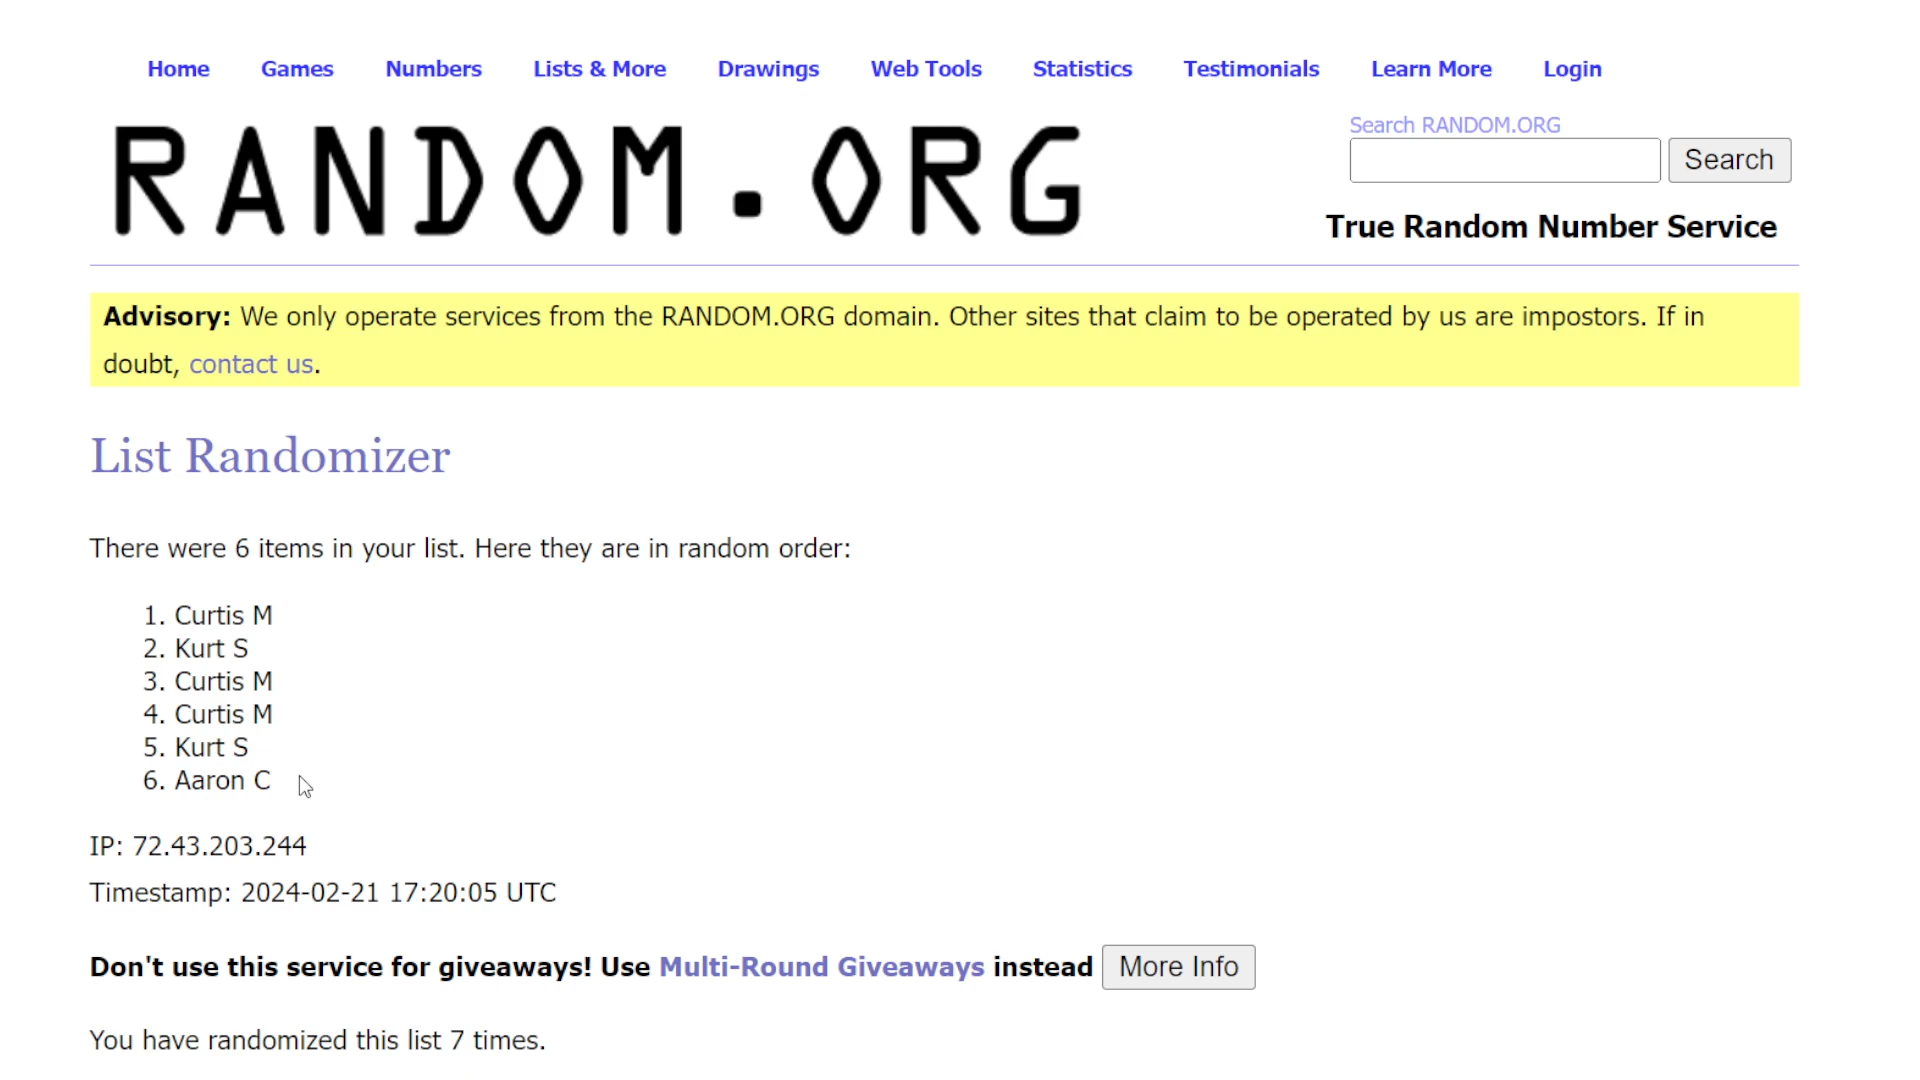 Home Games Numbers Lists & More Drawings Web Tools Statistics Testimonials Learn More Login
RANDOM.ORG
Search RANDOM.ORG
Search
True Random Number Service
Advisory: We only operate services from the RANDOM.ORG domain. Other sites that claim to be operated by us are impostors. If in
doubt, contact us.
List Randomizer
There were 6 items in your list. Here they are in random order:
1. Curtis M
2. Kurt S
3. Curtis M
4. Curtis M
5. Kurt S
6. Aaron C
IP: 72.43.203.244
Timestamp: 2024-02-21 17:20:05 UTC
Don't use this service for giveaways! Use Multi-Round Giveaways instead More Info
You have randomized this list 7 times.